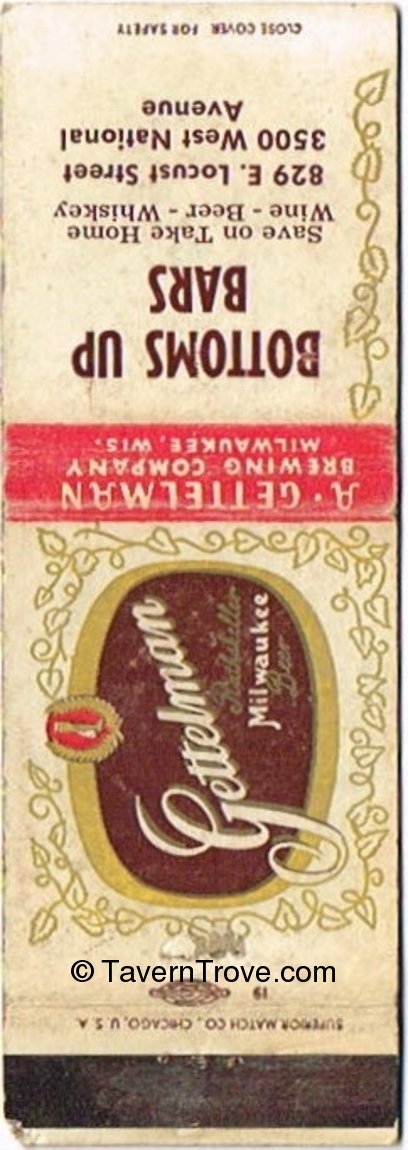 CLOSE COVER FOR SAFETY
BOTTOMS UP
BARS
Save on Take Home
Wine - Beer - Whiskey
829 E. Locust Street
3500 West National
Avenue
A·GETTELMAN
BREWING COMPANY
MILWAUKEE, WIS.
Gettelman
Milwaukee
Beer
© TavernTrove.com
19
SUPERIOR MATCH CO., CHICAGO, U. S. A.